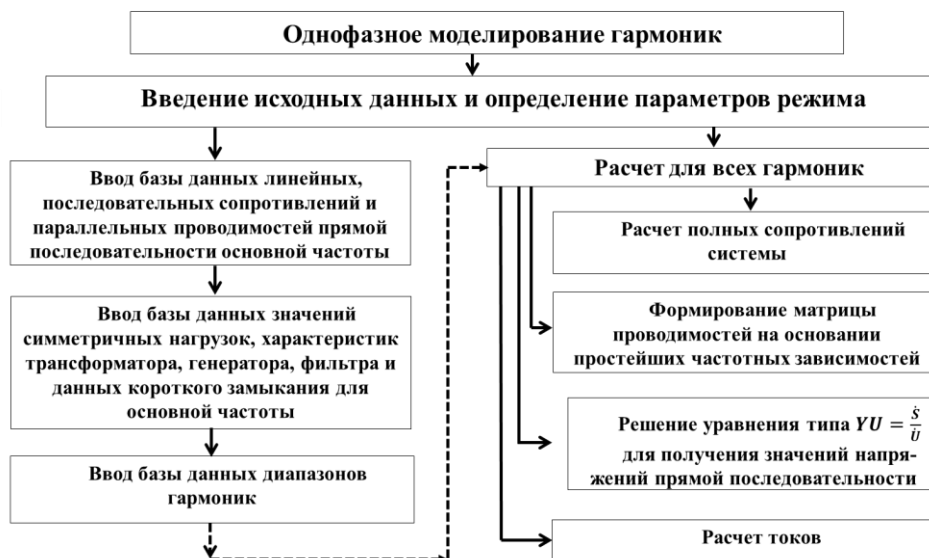 Однофазное моделирование гармоник
Введение исходных данных и определение параметров режима
Ввод базы данных линейных,
последовательных сопротивлений и
параллельных проводимостей прямой
последовательности основной частоты
Ввод базы данных значений
симметричных нагрузок, характеристик
трансформатора, генератора, фильтра и
данных короткого замыкания для
основной частоты
Ввод базы данных диапазонов
гармоник
Расчет для всех гармоник
Расчет полных сопротивлений
системы
Формирование матрицы
проводимостей на основании
простейших частотных зависимостей
Решение уравнения типа YU = Ṡ/U̇
для получения значений напря-
жений прямой последовательности
Расчет токов